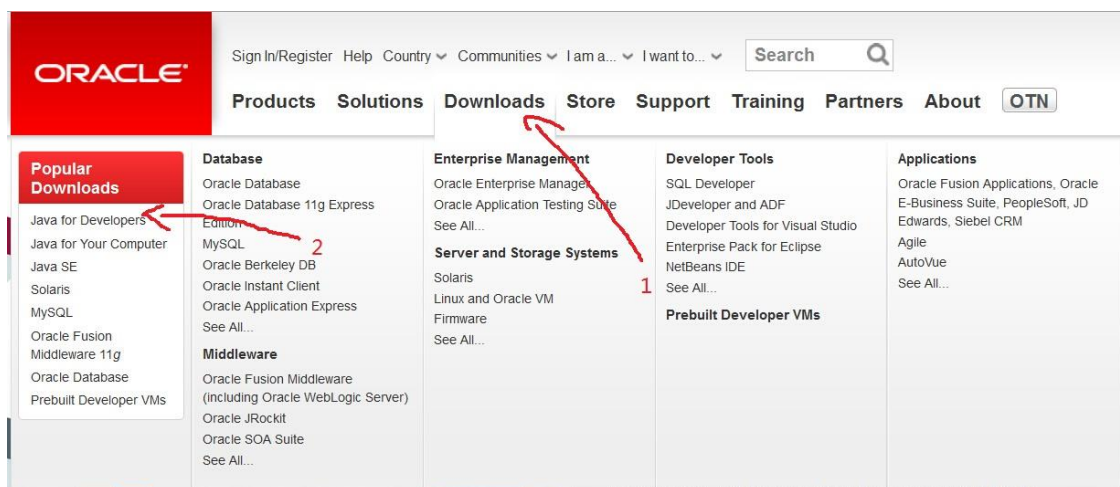 ORACLE
Sign In/Register Help Country Communities I am a... I want to... Search
Products Solutions Downloads Store Support Training Partners About OTN
Popular
Downloads
Java for Developers
Java for Your Computer
Java SE
Solaris
MySQL
Oracle Fusion
Middleware 11g
Oracle Database
Prebuilt Developer VMs
Database
Oracle Database
Oracle Database 11g Express
Edition
MySQL
Oracle Berkeley DB
Oracle Instant Client
Oracle Application Express
See All...
Middleware
Oracle Fusion Middleware
(including Oracle WebLogic Server)
Oracle JRockit
Oracle SOA Suite
See All...
2
Enterprise Management
Oracle Enterprise Manager
Oracle Application Testing Suite
See All...
Server and Storage Systems
Solaris
Linux and Oracle VM
Firmware
See All...
1
Developer Tools
SQL Developer
JDeveloper and ADF
Developer Tools for Visual Studio
Enterprise Pack for Eclipse
NetBeans IDE
See All...
Prebuilt Developer VMs
Applications
Oracle Fusion Applications, Oracle
E-Business Suite, PeopleSoft, JD
Edwards, Siebel CRM
Agile
AutoVue
See All...